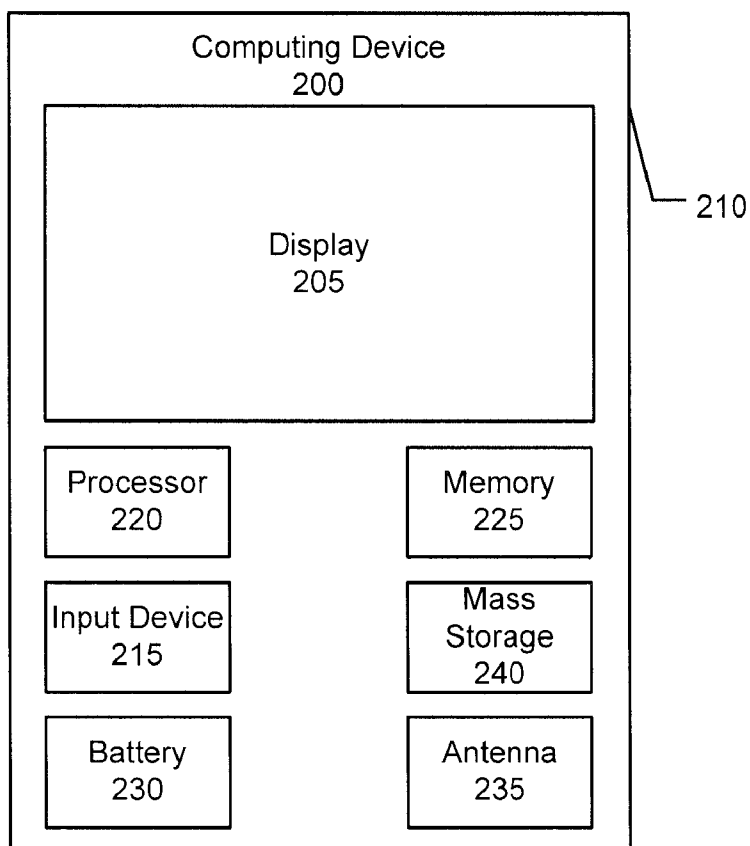 Computing Device
200
210
Display
205
Processor
220
Memory
225
Input Device
215
Mass
Storage
240
Battery
230
Antenna
235